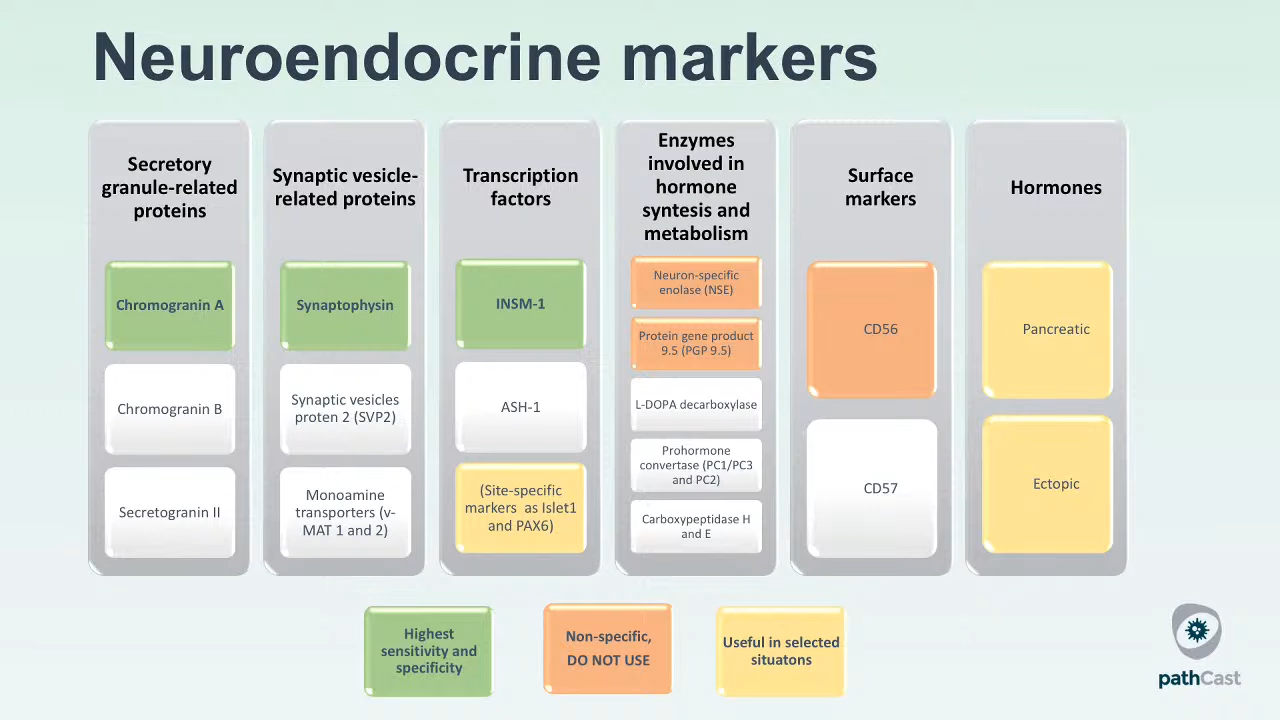 Neuroendocrine markers
Secretory
granule-related
proteins
Chromogranin A
Chromogranin B
Secretogranin II
Synaptic vesicle-
related proteins
Synaptophysin
Synaptic vesicles
proten 2 (SVP2)
Monoamine
transporters (v-
MAT 1 and 2)
Transcription
factors
INSM-1
ASH-1
(Site-specific
markers as Islet1
and PAX6)
Enzymes
involved in
hormone
syntesis and
metabolism
Neuron-specific
enolase (NSE)
Protein gene product
9.5 (PGP 9.5)
L-DOPA decarboxylase
Prohormone
convertase (PC1/PC3
and PC2)
Carboxypeptidase H
and E
Surface
markers
CD56
CD57
Hormones
Pancreatic
Ectopic
Highest
sensitivity and
specificity
Non-specific,
DO NOT USE
Useful in selected
situatons
pathCast